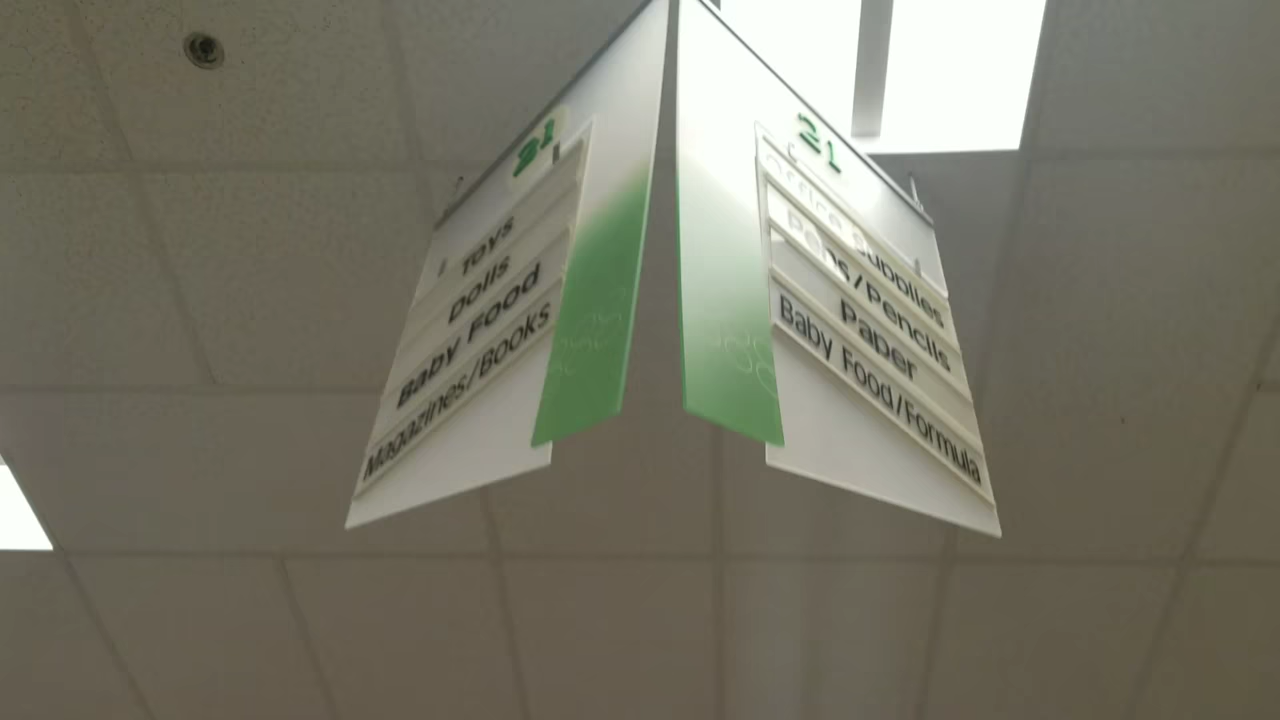 21
Toys
Dolls
Baby Food
Magazines/Books
21
Office Supplies
Pens/Pencils
Paper
Baby Food/Formula